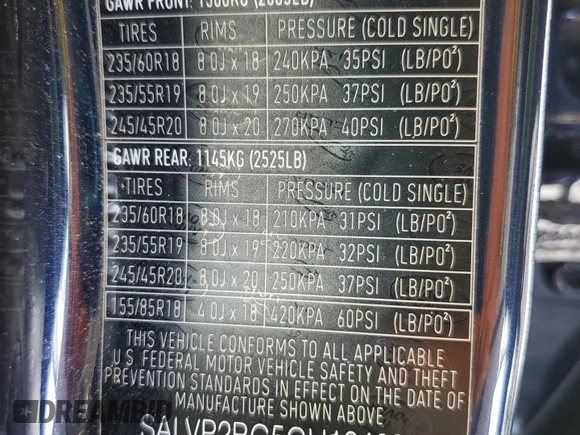 GAWR FRONT: 1300KG
TIRES RIMS PRESSURE (COLD SINGLE)
235/60R18 8.0J x 18 240KPA 35PSI (LB/PO²)
235/55R19 8.0J x 19 250KPA 37PSI (LB/PO²)
245/45R20 8.0J x 20 270KPA 40PSI (LB/PO²)
GAWR REAR: 1145KG (2525LB)
TIRES RIMS PRESSURE (COLD SINGLE)
235/60R18 8.0J x 18 210KPA 31PSI (LB/PO²)
235/55R19 8.0J x 19 220KPA 32PSI (LB/PO²)
245/45R20 8.0J x 20 250KPA 37PSI (LB/PO²)
155/85R18 4.0J x 18 420KPA 60PSI (LB/PO²)
THIS VEHICLE CONFORMS TO ALL APPLICABLE
U.S. FEDERAL MOTOR VEHICLE SAFETY AND THEFT
PREVENTION STANDARDS IN EFFECT ON THE DATE OF
MANUFACTURE SHOWN ABOVE.
DREAMBID